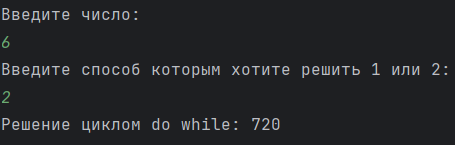 Введите число:
6
Введите способ которым хотите решить 1 или 2:
2
Решение циклом do while: 720